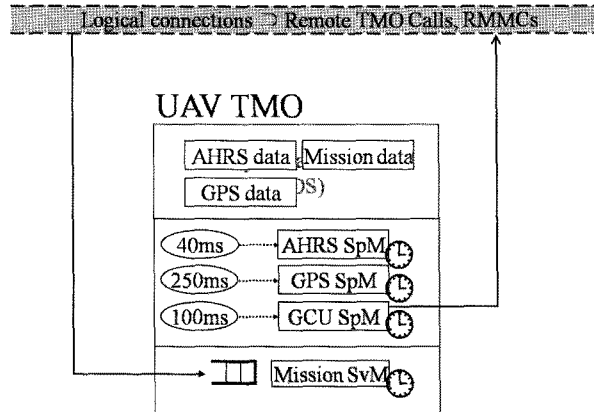 Logical connections ⊃ Remote TMO Calls, RMMCs
UAV TMO
AHRS data Mission data
GPS data DS)
40ms AHRS SpM
250ms GPS SpM
100ms GCU SpM
Mission SvM